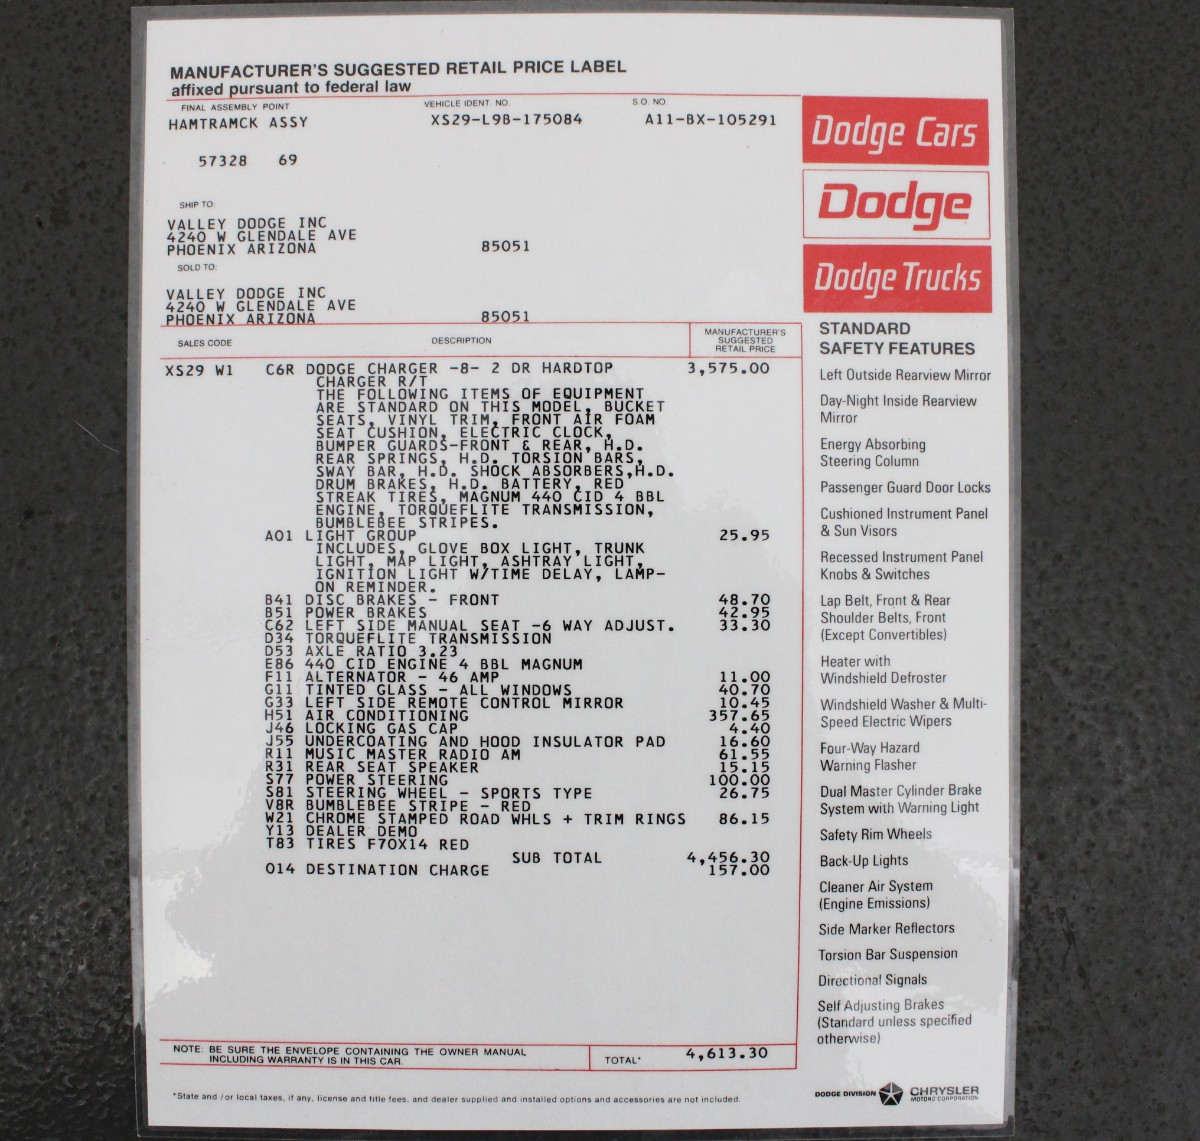 MANUFACTURER'S SUGGESTED RETAIL PRICE LABEL
affixed pursuant to federal law
FINAL ASSEMBLY POINT VEHICLE IDENT. NO. S.O. NO.
HAMTRAMCK ASSY XS29-L9B-175084 A11-BX-105291
57328 69
SHIP TO:
VALLEY DODGE INC
4240 W GLENDALE AVE
PHOENIX ARIZONA 85051
SOLD TO:
VALLEY DODGE INC
4240 W GLENDALE AVE
PHOENIX ARIZONA 85051
SALES CODE DESCRIPTION MANUFACTURER'S
SUGGESTED
RETAIL PRICE
XS29 W1 C6R DODGE CHARGER -8- 2 DR HARDTOP 3,575.00
CHARGER R/T
THE FOLLOWING ITEMS OF EQUIPMENT
ARE STANDARD ON THIS MODEL, BUCKET
SEATS, VINYL TRIM, FRONT AIR FOAM
SEAT CUSHION, ELECTRIC CLOCK,
BUMPER GUARDS-FRONT & REAR, H.D.
REAR SPRINGS, H.D. TORSION BARS,
SWAY BAR, H.D. SHOCK ABSORBERS,H.D.
DRUM BRAKES, H.D. BATTERY, RED
STREAK TIRES, MAGNUM 440 CID 4 BBL
ENGINE, TORQUEFLITE TRANSMISSION,
BUMBLEBEE STRIPES.
A01 LIGHT GROUP 25.95
INCLUDES, GLOVE BOX LIGHT, TRUNK
LIGHT, MAP LIGHT, ASHTRAY LIGHT,
IGNITION LIGHT W/TIME DELAY, LAMP-
ON REMINDER.
B41 DISC BRAKES - FRONT 48.70
B51 POWER BRAKES 42.95
C62 LEFT SIDE MANUAL SEAT -6 WAY ADJUST. 33.30
D34 TORQUEFLITE TRANSMISSION
D53 AXLE RATIO 3.23
E86 440 CID ENGINE 4 BBL MAGNUM
F11 ALTERNATOR - 46 AMP 11.00
G11 TINTED GLASS - ALL WINDOWS 40.70
G33 LEFT SIDE REMOTE CONTROL MIRROR 10.45
H51 AIR CONDITIONING 357.65
J46 LOCKING GAS CAP 4.40
J55 UNDERCOATING AND HOOD INSULATOR PAD 16.60
R11 MUSIC MASTER RADIO AM 61.55
R31 REAR SEAT SPEAKER 15.15
S77 POWER STEERING 100.00
S81 STEERING WHEEL - SPORTS TYPE 26.75
V8R BUMBLEBEE STRIPE - RED
W21 CHROME STAMPED ROAD WHLS + TRIM RINGS 86.15
Y13 DEALER DEMO
T83 TIRES F70X14 RED
SUB TOTAL 4,456.30
014 DESTINATION CHARGE 157.00
NOTE: BE SURE THE ENVELOPE CONTAINING THE OWNER MANUAL
INCLUDING WARRANTY IS IN THIS CAR.
TOTAL* 4,613.30
*State and /or local taxes, if any, license and title fees, and dealer supplied and installed options and accessories are not included.
Dodge Cars
Dodge
Dodge Trucks
STANDARD
SAFETY FEATURES
Left Outside Rearview Mirror
Day-Night Inside Rearview
Mirror
Energy Absorbing
Steering Column
Passenger Guard Door Locks
Cushioned Instrument Panel
& Sun Visors
Recessed Instrument Panel
Knobs & Switches
Lap Belt, Front & Rear
Shoulder Belts, Front
(Except Convertibles)
Heater with
Windshield Defroster
Windshield Washer & Multi-
Speed Electric Wipers
Four-Way Hazard
Warning Flasher
Dual Master Cylinder Brake
System with Warning Light
Safety Rim Wheels
Back-Up Lights
Cleaner Air System
(Engine Emissions)
Side Marker Reflectors
Torsion Bar Suspension
Directional Signals
Self Adjusting Brakes
(Standard unless specified
otherwise)
DODGE DIVISION CHRYSLER
MOTORS CORPORATION